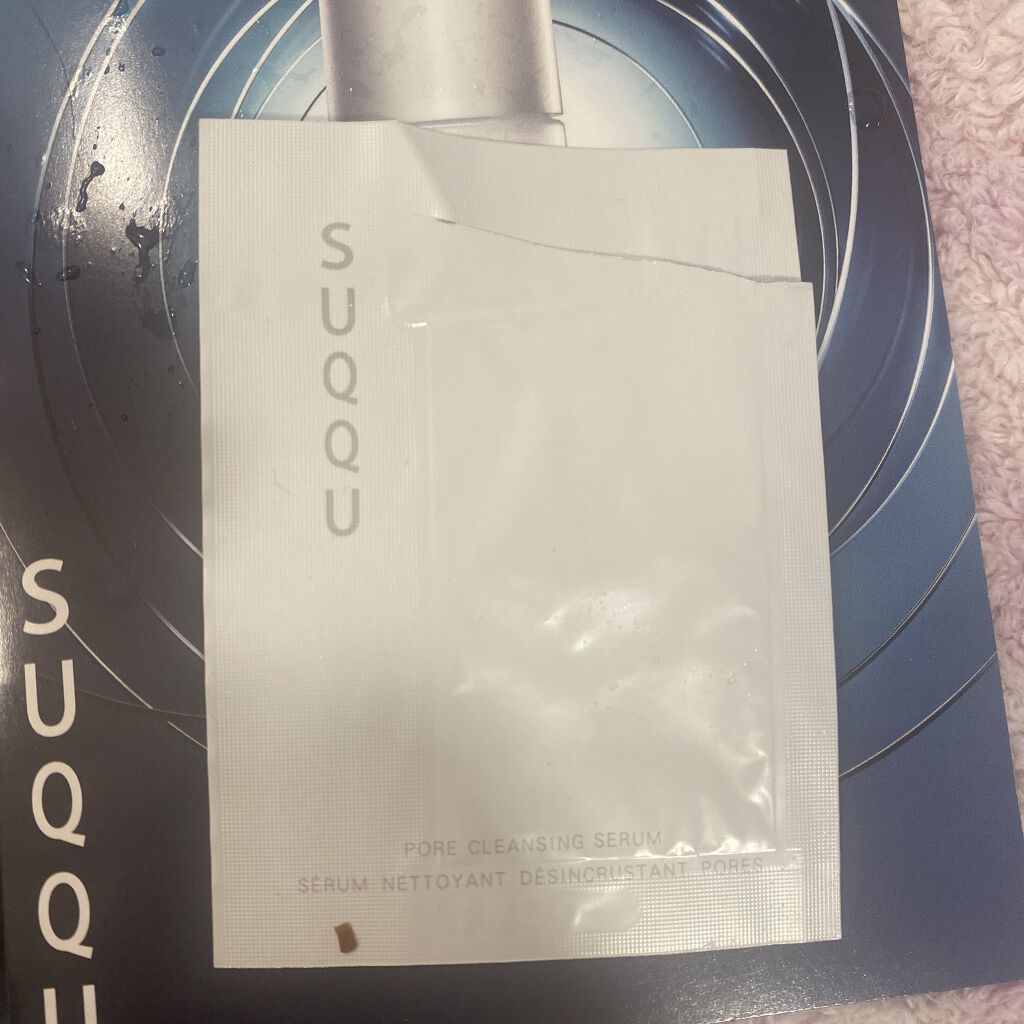 SUQQU
PORE CLEANSING SERUM
SÉRUM NETTOYANT DÉSINCRUSTANT PORES
SUQQU